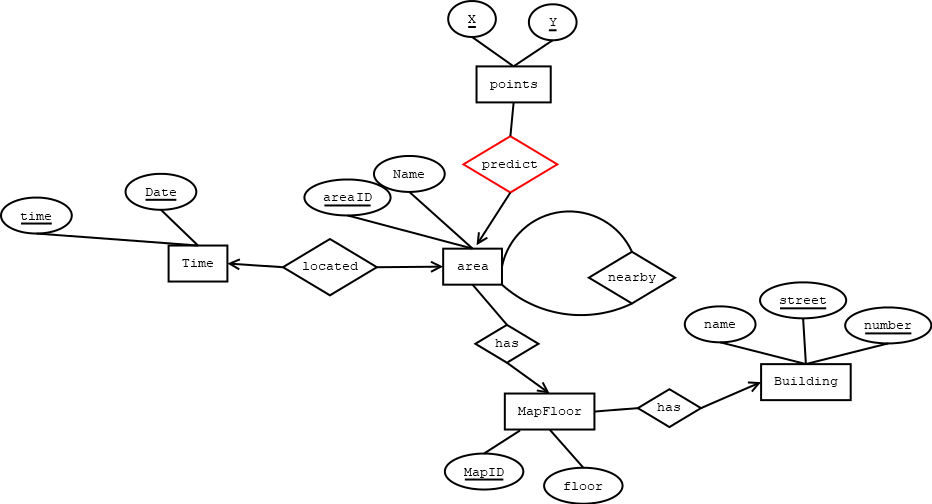 X
Y
points
predict
Name
areaID
Date
time
Time
located
area
nearby
name
street
number
has
Building
MapFloor
has
MapID
floor